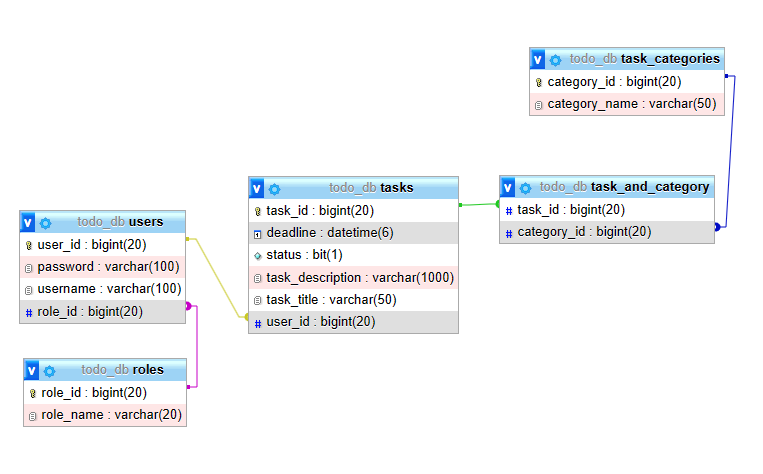 todo_db task_categories
category_id : bigint(20)
category_name : varchar(50)
todo_db tasks
task_id : bigint(20)
deadline : datetime(6)
status : bit(1)
task_description : varchar(1000)
task_title : varchar(50)
user_id : bigint(20)
todo_db task_and_category
task_id : bigint(20)
category_id : bigint(20)
todo_db users
user_id : bigint(20)
password : varchar(100)
username : varchar(100)
role_id : bigint(20)
todo_db roles
role_id : bigint(20)
role_name : varchar(20)